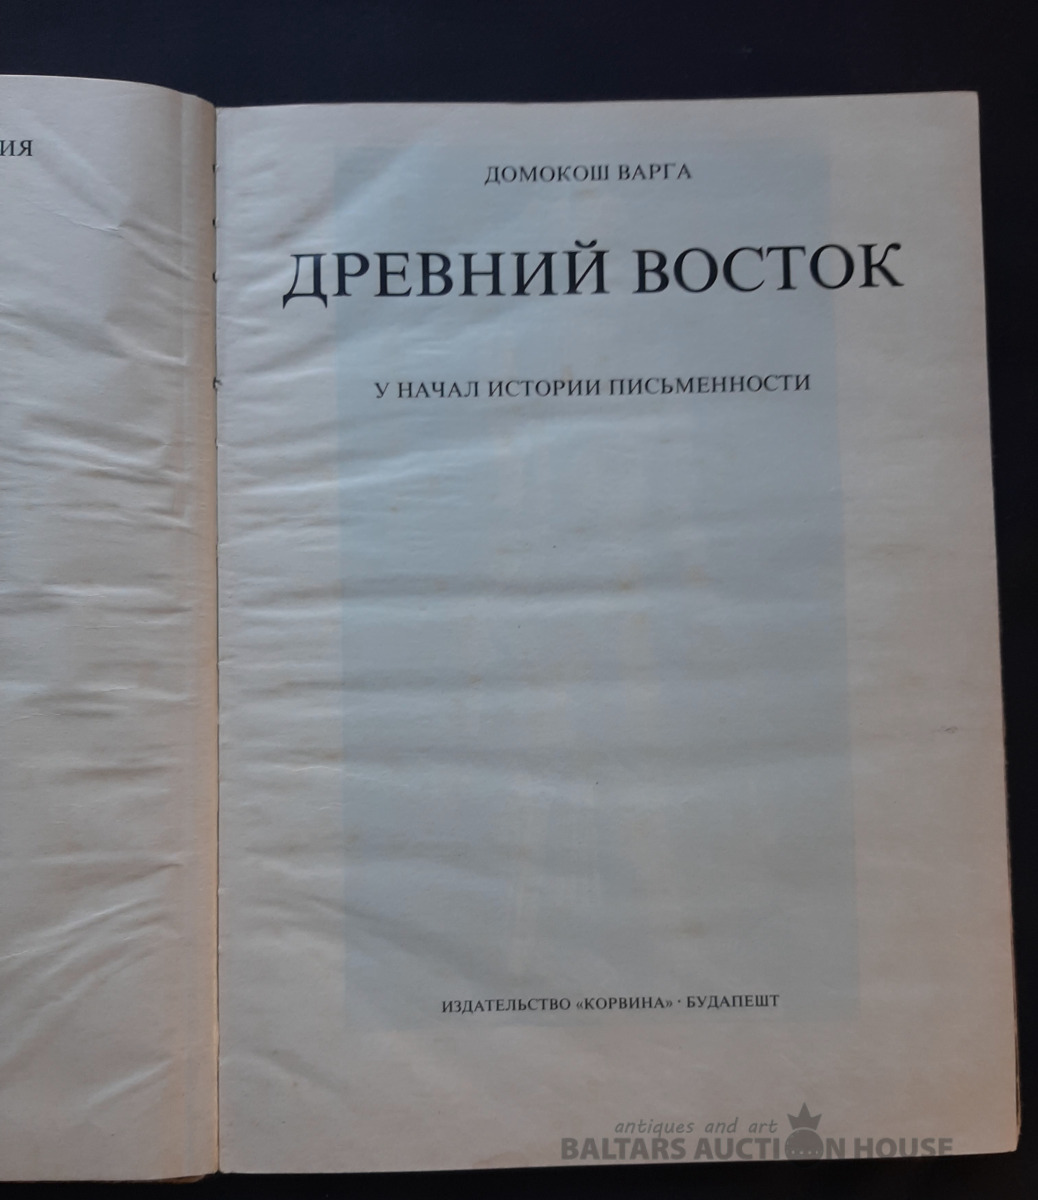 ИЯ
ДОМОКОШ ВАРГА
ДРЕВНИЙ ВОСТОК
У НАЧАЛ ИСТОРИИ ПИСЬМЕННОСТИ
ИЗДАТЕЛЬСТВО «КОРВИНА» · БУДАПЕШТ
antiques and art
BALTARS AUCTION HOUSE